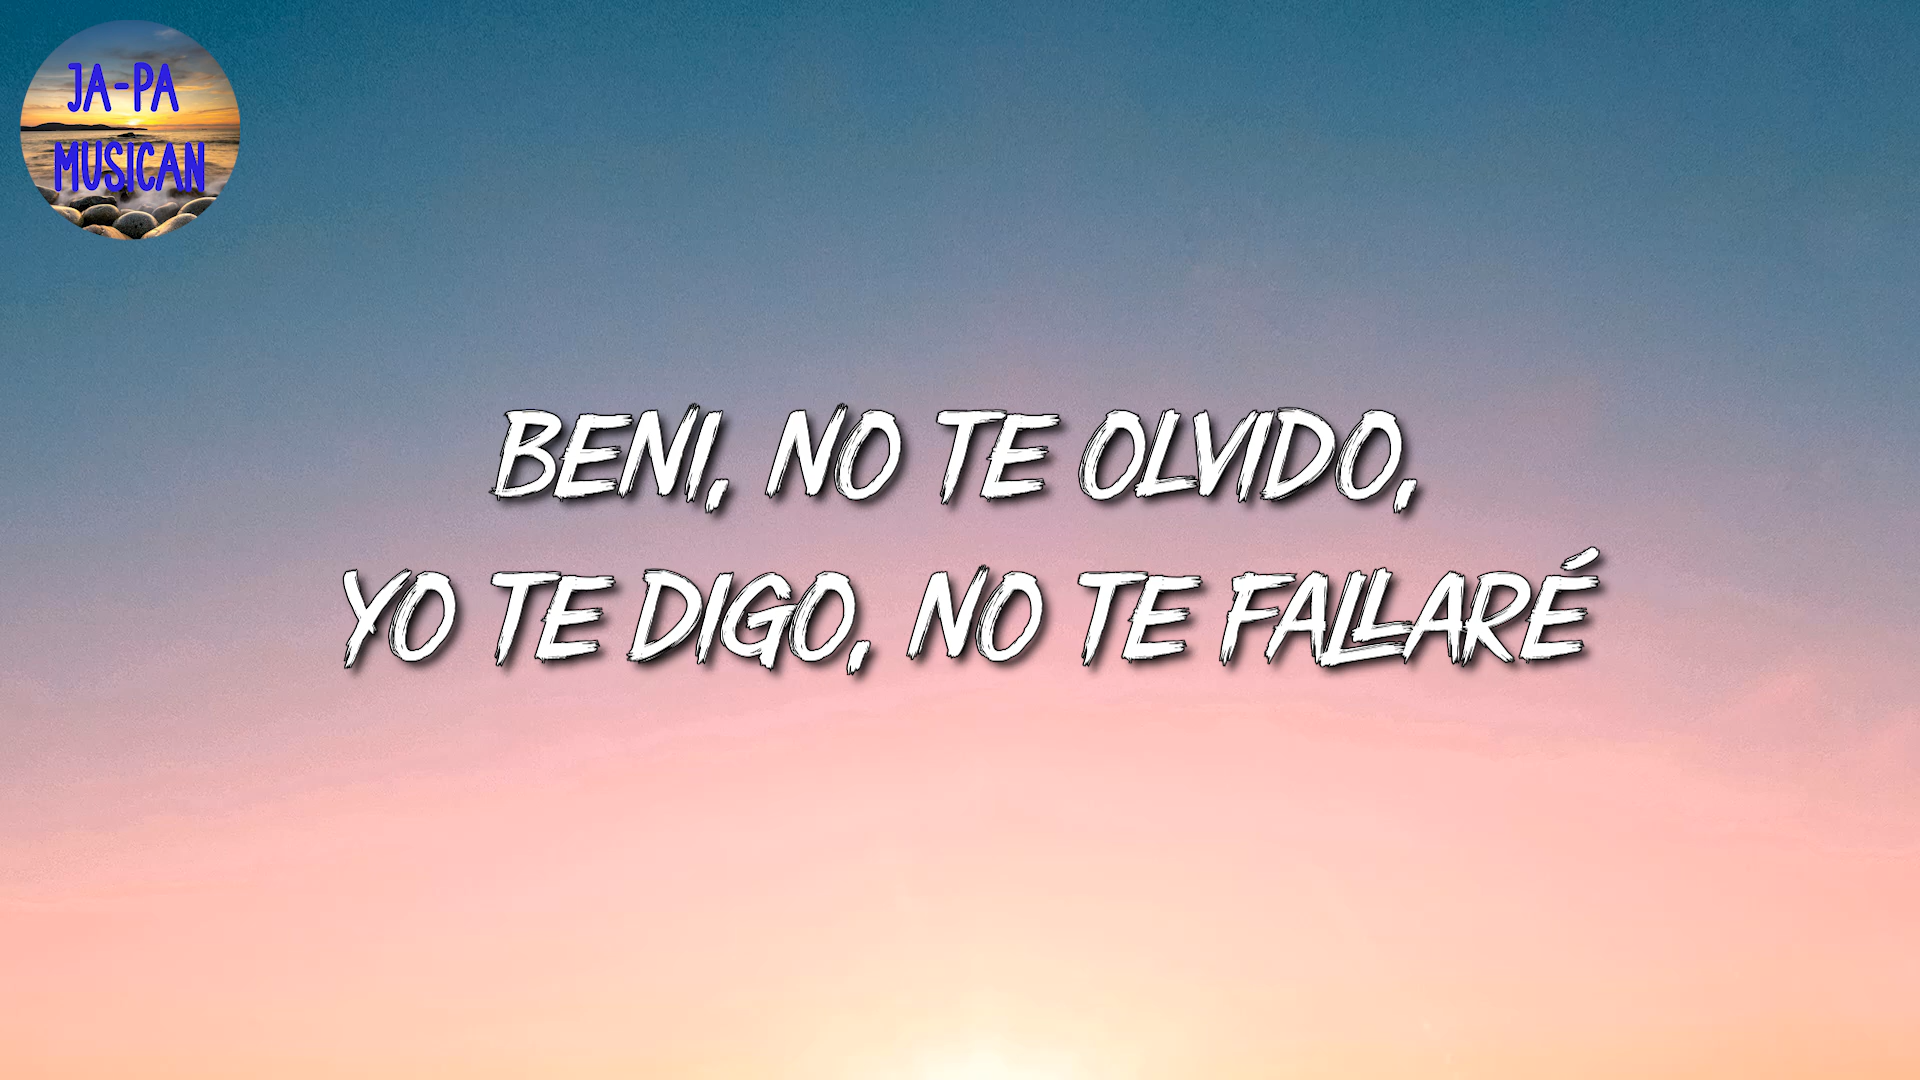 JA-PA
MUSICAN
BENI, NO TE OLVIDO,
YO TE DIGO, NO TE FALLARÉ